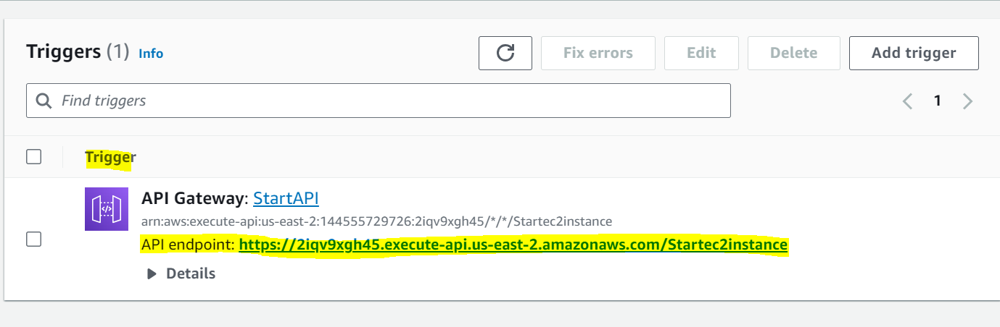 Triggers (1) Info
Fix errors Edit Delete Add trigger
Find triggers
1
Trigger
API Gateway: StartAPI
arn:aws:execute-api:us-east-2:144555729726:2iqv9xgh45/*/*/Startec2instance
API endpoint: https://2iqv9xgh45.execute-api.us-east-2.amazonaws.com/Startec2instance
Details